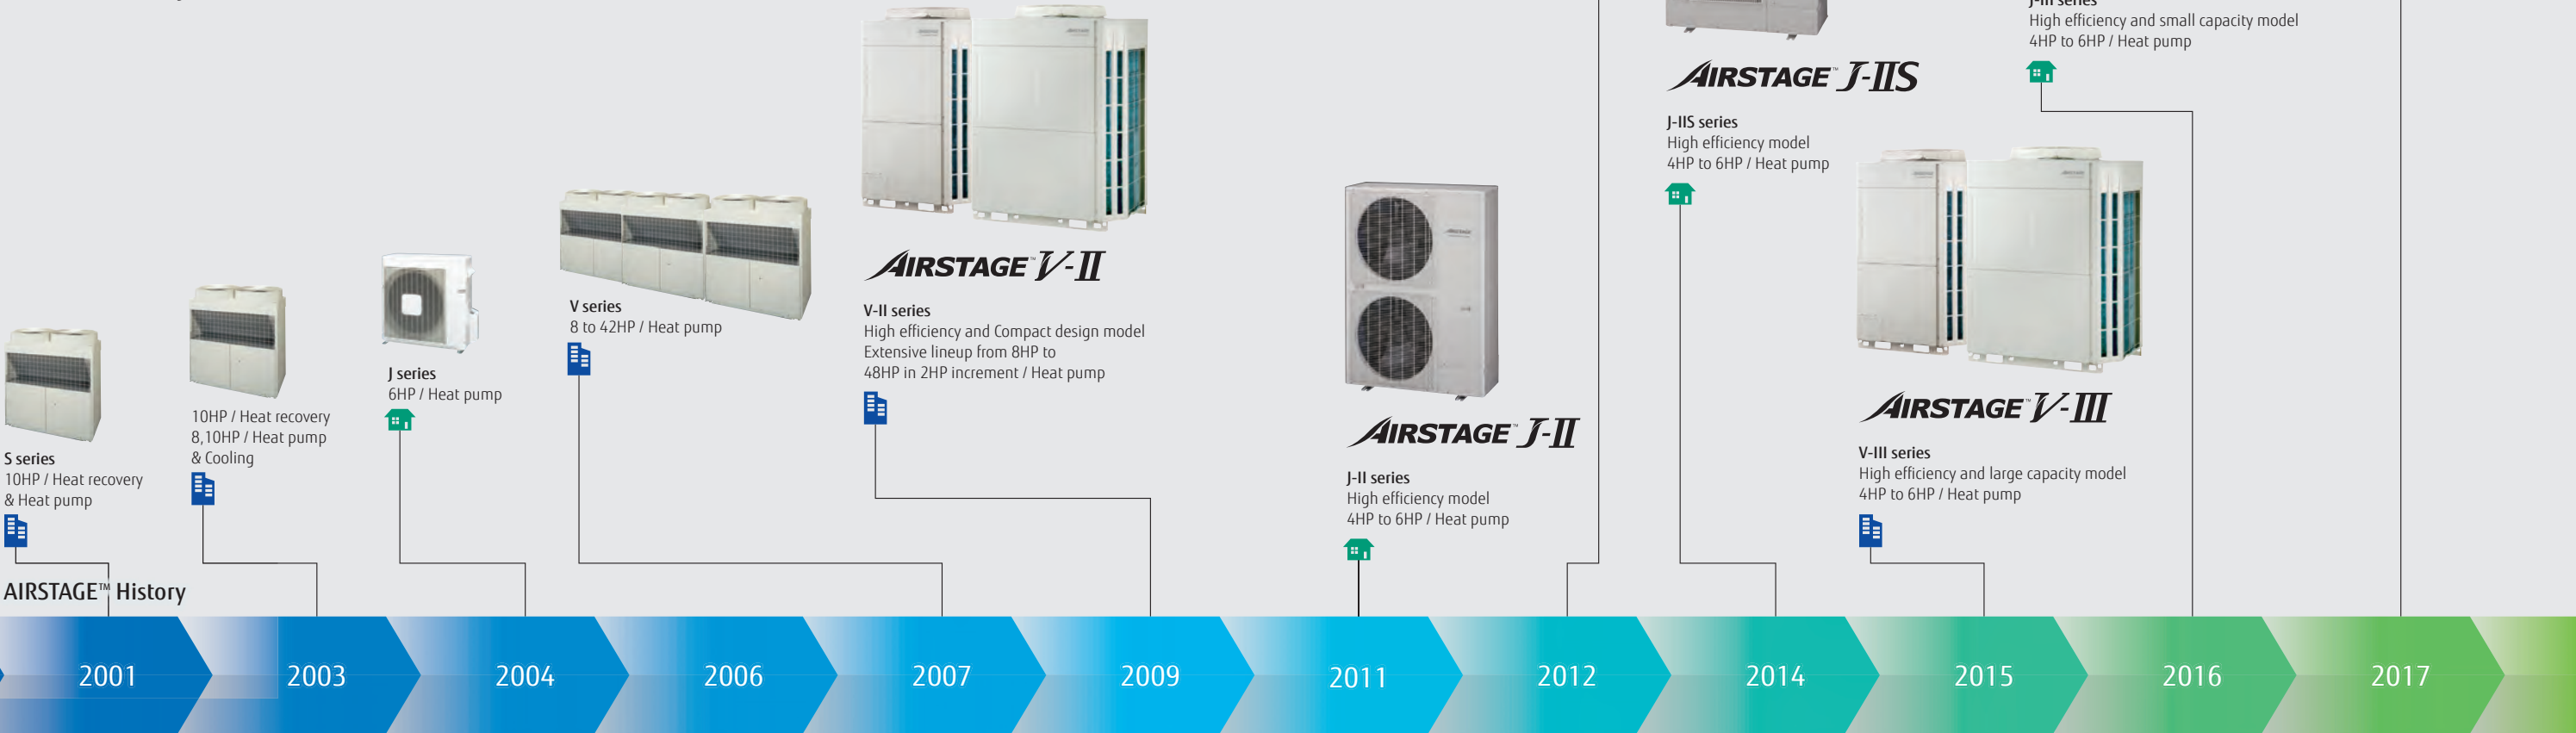 S series
10HP / Heat recovery
& Heat pump
10HP / Heat recovery
8,10HP / Heat pump
& Cooling
J series
6HP / Heat pump
V series
8 to 42HP / Heat pump
AIRSTAGE™ V-II
V-II series
High efficiency and Compact design model
Extensive lineup from 8HP to
48HP in 2HP increment / Heat pump
AIRSTAGE™ J-II
J-II series
High efficiency model
4HP to 6HP / Heat pump
AIRSTAGE™ J-IIS
J-IIS series
High efficiency model
4HP to 6HP / Heat pump
AIRSTAGE™ V-III
V-III series
High efficiency and large capacity model
4HP to 6HP / Heat pump
J-III series
High efficiency and small capacity model
4HP to 6HP / Heat pump
AIRSTAGE™ History
2001 2003 2004 2006 2007 2009 2011 2012 2014 2015 2016 2017